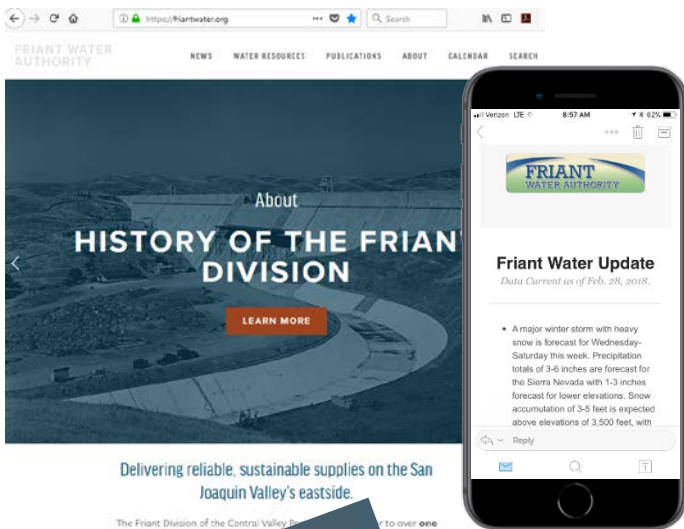 https://friantwater.org
Search
FRIANT WATER
AUTHORITY
NEWS WATER RESOURCES PUBLICATIONS ABOUT CALENDAR SEARCH
About
HISTORY OF THE FRIAN
DIVISION
LEARN MORE
Delivering reliable, sustainable supplies on the San
Joaquin Valley's eastside.
The Friant Division of the Central Valley to over one
Verizon LTE 8:57 AM 62%
FRIANT
WATER AUTHORITY
Friant Water Update
Data Current as of Feb. 28, 2018.
• A major winter storm with heavy
snow is forecast for Wednesday-
Saturday this week. Precipitation
totals of 3-6 inches are forecast for
the Sierra Nevada with 1-3 inches
forecast for lower elevations. Snow
accumulation of 3-5 feet is expected
above elevations of 3,500 feet, with
Reply